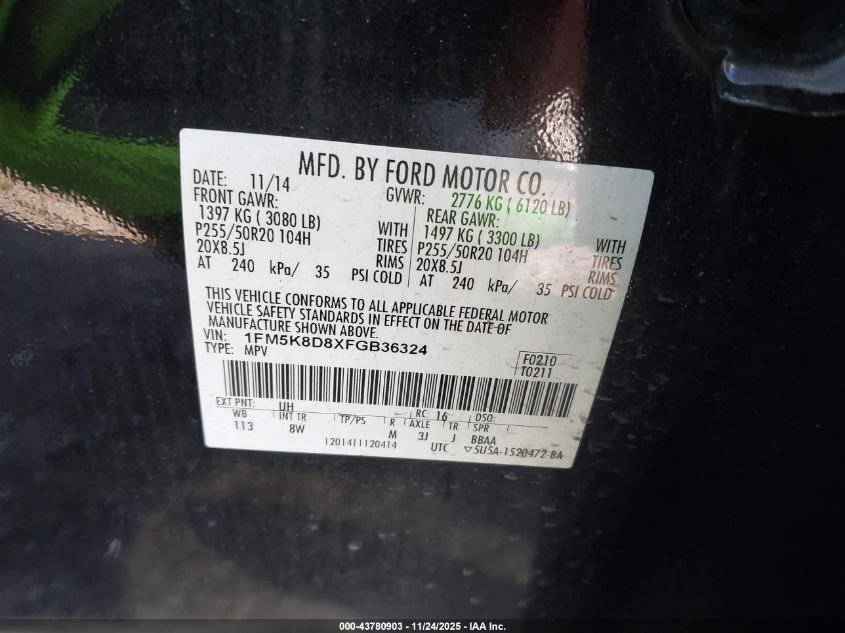 MFD. BY FORD MOTOR CO.
DATE: 11/14 GVWR: 2776 KG ( 6120 LB)
FRONT GAWR: REAR GAWR:
1397 KG ( 3080 LB) WITH 1497 KG ( 3300 LB) WITH
P255/50R20 104H TIRES P255/50R20 104H TIRES
20X8.5J RIMS 20X8.5J RIMS
AT 240 kPa/ 35 PSI COLD AT 240 kPa/ 35 PSI COLD
THIS VEHICLE CONFORMS TO ALL APPLICABLE FEDERAL MOTOR
VEHICLE SAFETY STANDARDS IN EFFECT ON THE DATE OF
MANUFACTURE SHOWN ABOVE.
VIN: 1FM5K8D8XFGB36324
TYPE: MPV
F0210
T0211
EXT PNT: UH RC: 16 DSO:
WB INT TR TP/PS R AXLE TR SPR
113 8W M 3J J BBAA
1201411120414 UTC ▽5U5A-1520472-BA
000-43780903 - 11/24/2025 - IAA Inc.